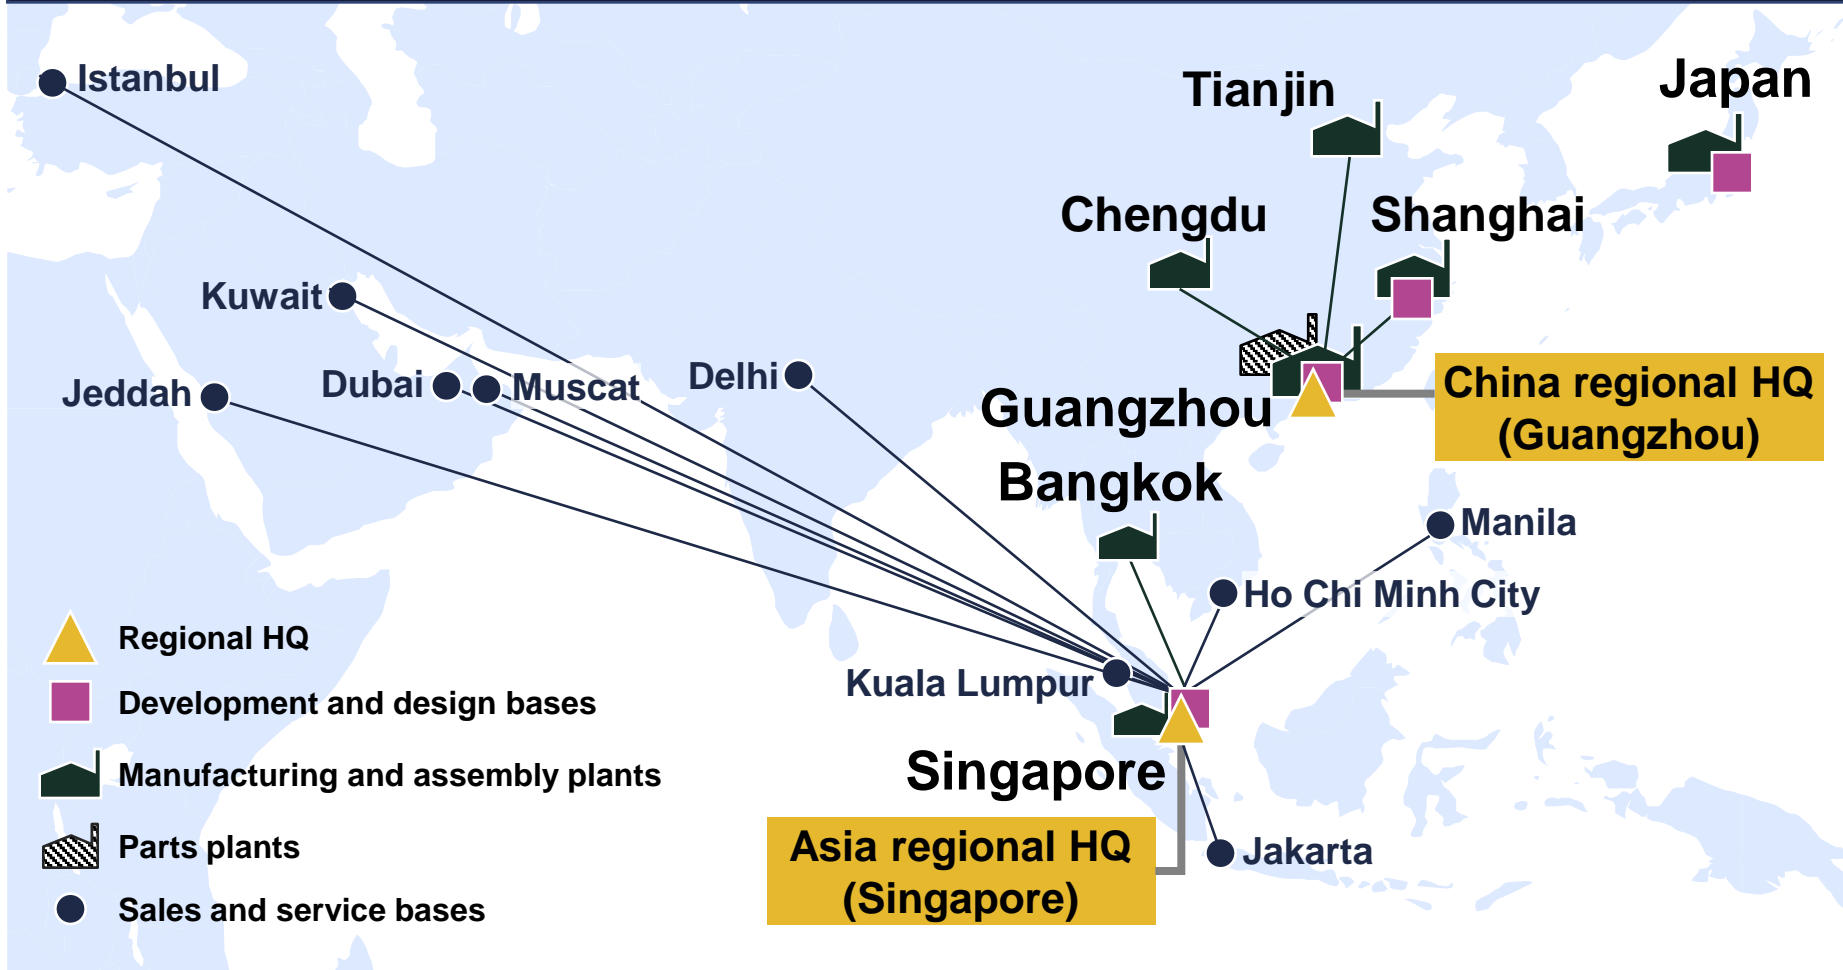 Istanbul
Tianjin
Japan
Chengdu
Shanghai
Kuwait
Jeddah
Dubai
Muscat
Delhi
Guangzhou
China regional HQ
(Guangzhou)
Bangkok
Manila
Ho Chi Minh City
Kuala Lumpur
Singapore
Asia regional HQ
(Singapore)
Jakarta
Regional HQ
Development and design bases
Manufacturing and assembly plants
Parts plants
Sales and service bases